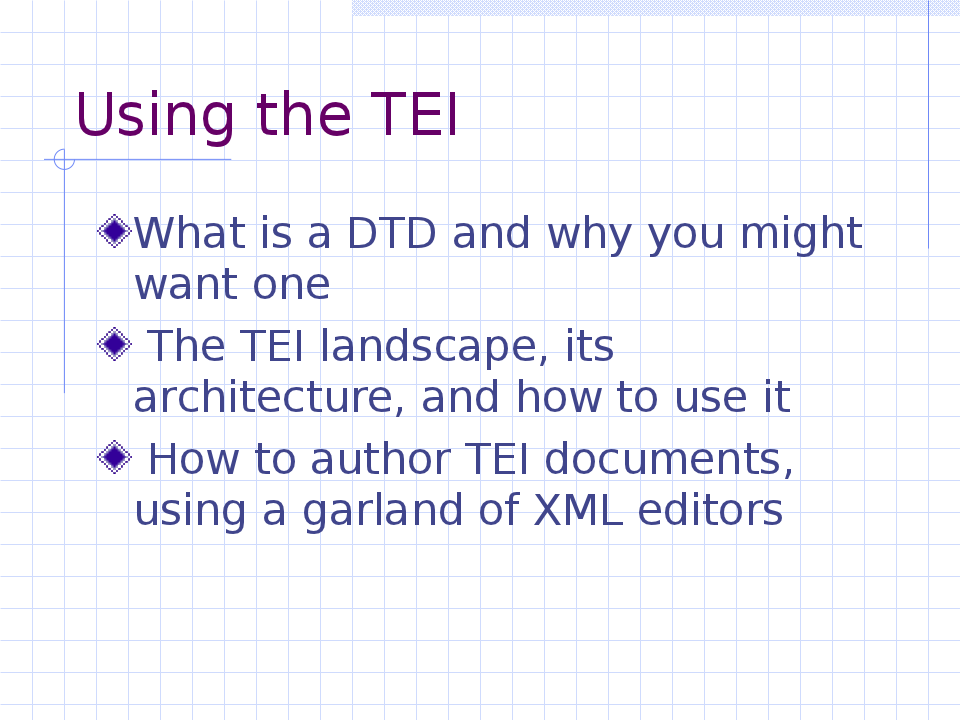 Using the TEI
What is a DTD and why you might
want one
The TEI landscape, its
architecture, and how to use it
How to author TEI documents,
using a garland of XML editors